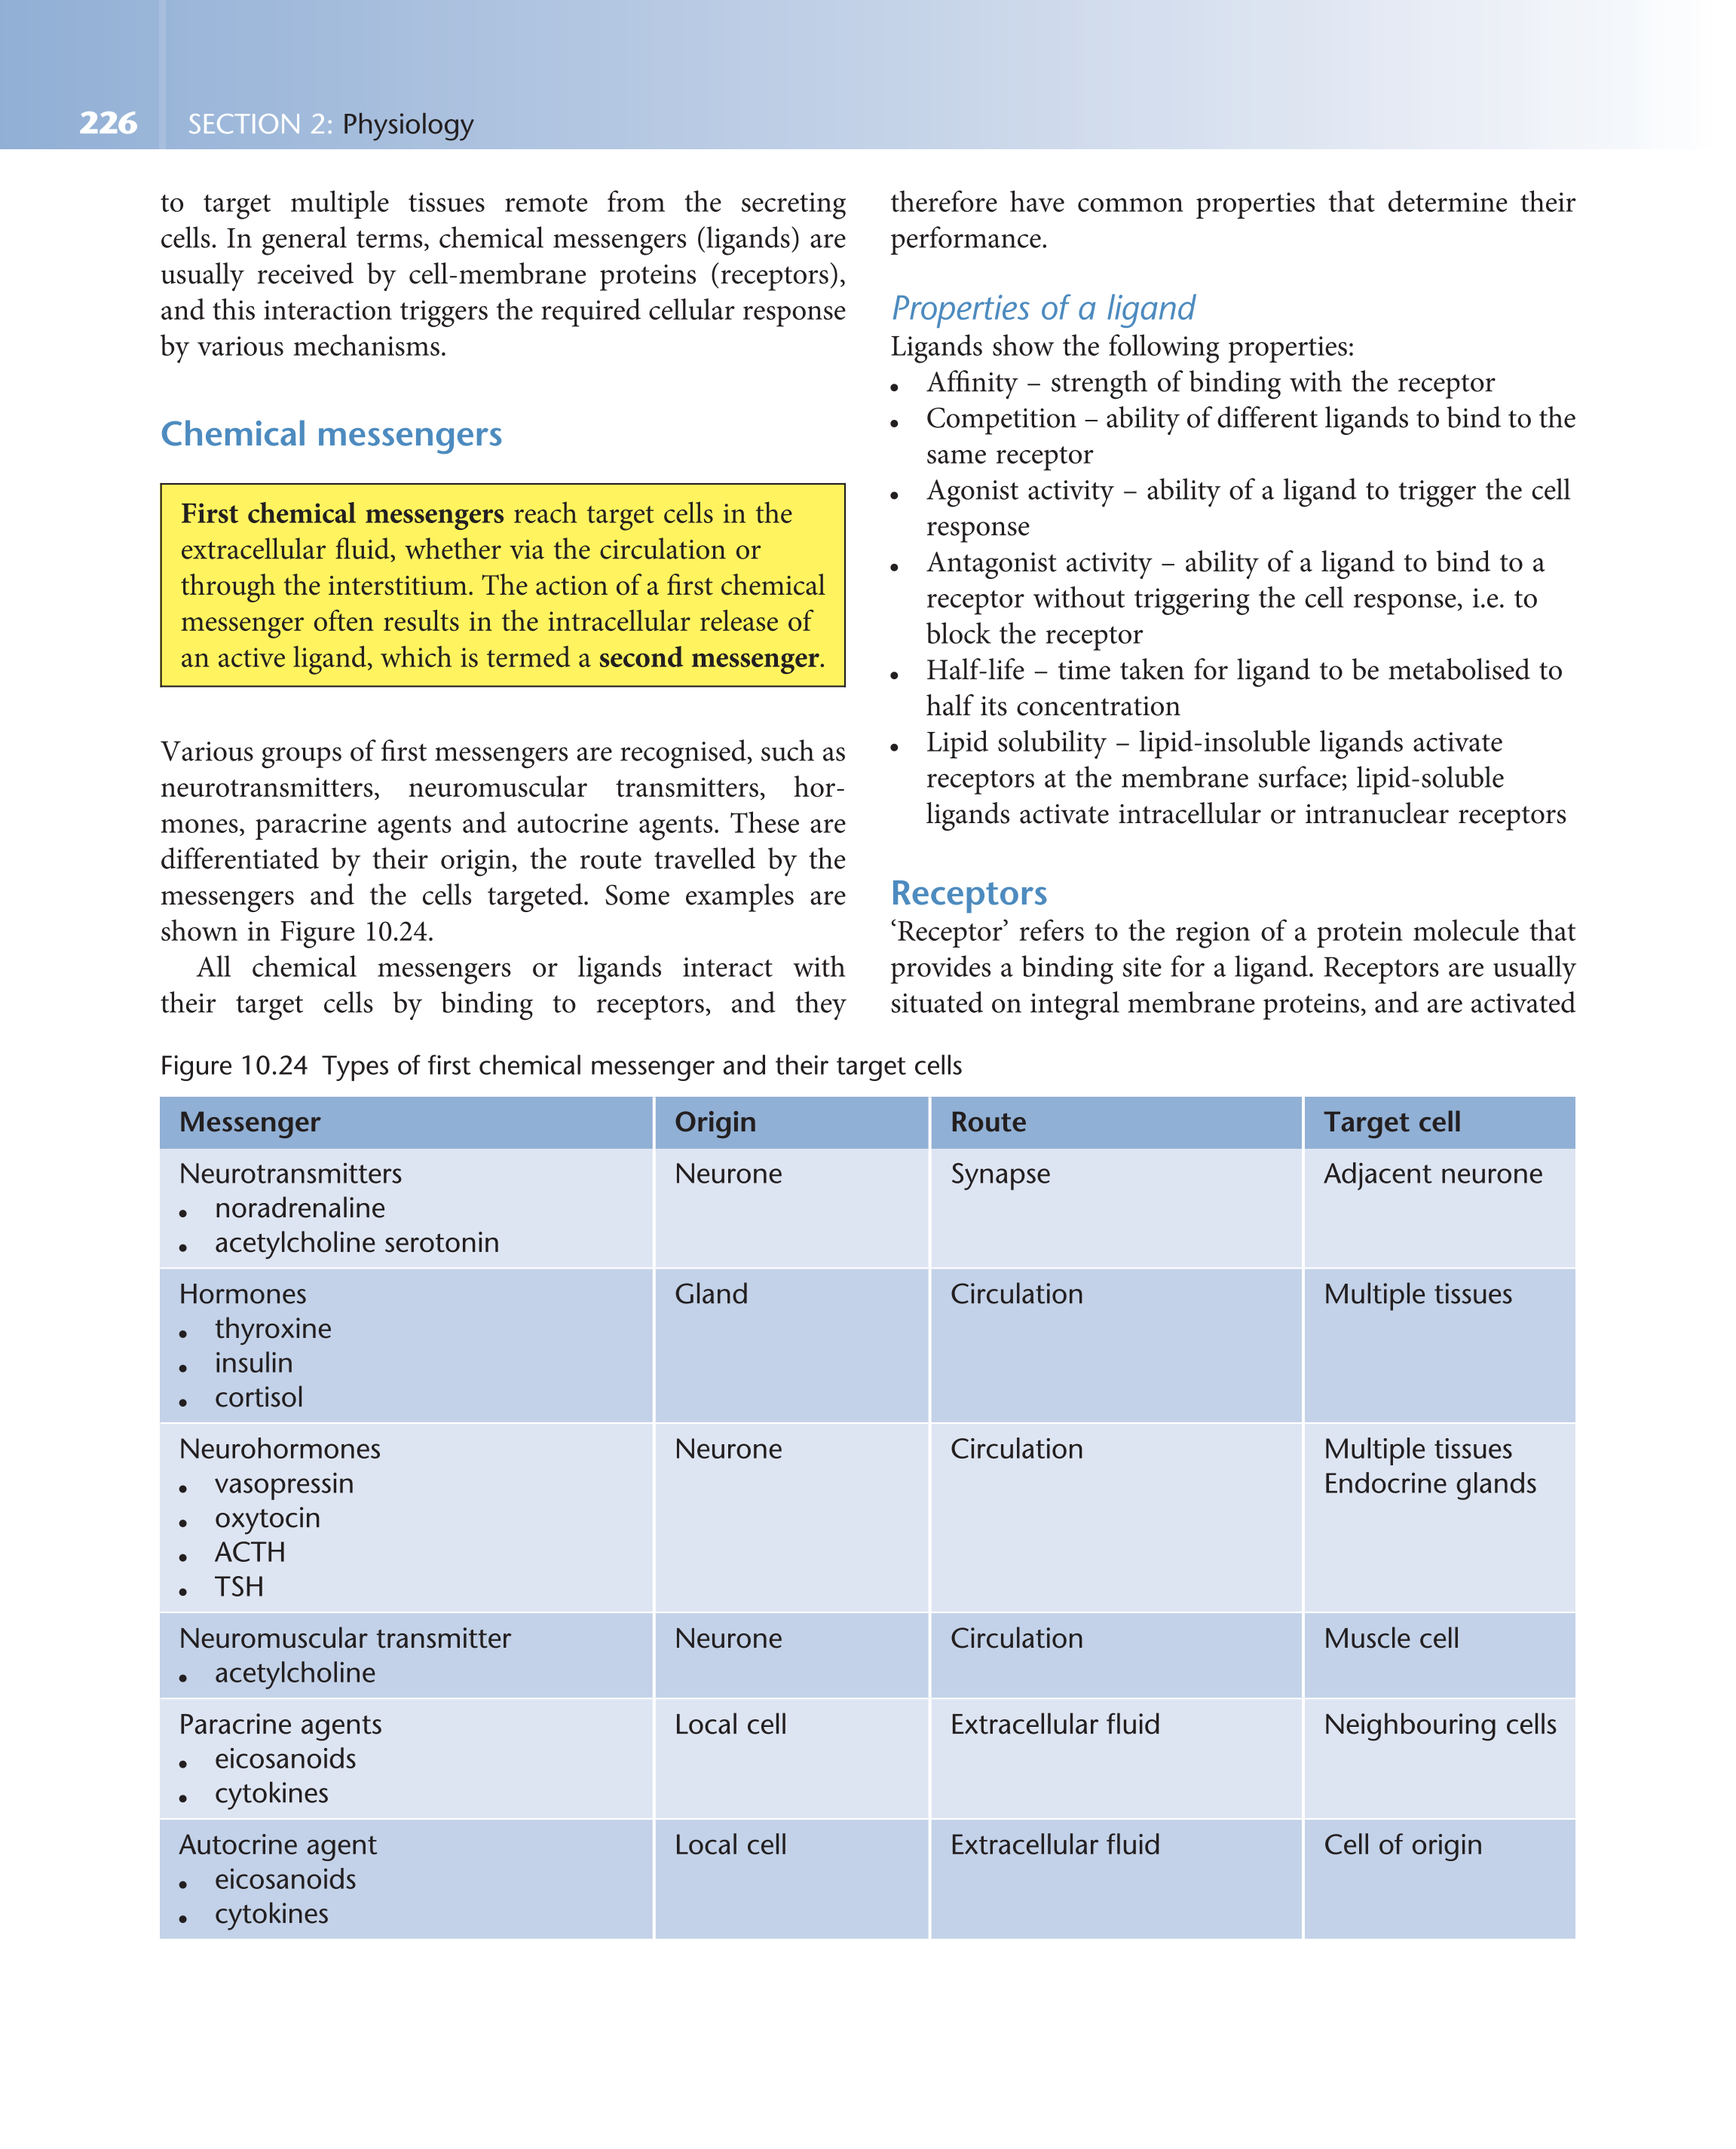 226 SECTION 2: Physiology
to target multiple tissues remote from the secreting
cells. In general terms, chemical messengers (ligands) are
usually received by cell-membrane proteins (receptors),
and this interaction triggers the required cellular response
by various mechanisms.
Chemical messengers
First chemical messengers reach target cells in the
extracellular fluid, whether via the circulation or
through the interstitium. The action of a first chemical
messenger often results in the intracellular release of
an active ligand, which is termed a second messenger.
Various groups of first messengers are recognised, such as
neurotransmitters, neuromuscular transmitters, hor-
mones, paracrine agents and autocrine agents. These are
differentiated by their origin, the route travelled by the
messengers and the cells targeted. Some examples are
shown in Figure 10.24.
All chemical messengers or ligands interact with
their target cells by binding to receptors, and they
therefore have common properties that determine their
performance.
Properties of a ligand
Ligands show the following properties:
• Affinity – strength of binding with the receptor
• Competition – ability of different ligands to bind to the
same receptor
• Agonist activity – ability of a ligand to trigger the cell
response
• Antagonist activity – ability of a ligand to bind to a
receptor without triggering the cell response, i.e. to
block the receptor
• Half-life – time taken for ligand to be metabolised to
half its concentration
• Lipid solubility – lipid-insoluble ligands activate
receptors at the membrane surface; lipid-soluble
ligands activate intracellular or intranuclear receptors
Receptors
‘Receptor’ refers to the region of a protein molecule that
provides a binding site for a ligand. Receptors are usually
situated on integral membrane proteins, and are activated
Figure 10.24 Types of first chemical messenger and their target cells
Messenger Origin Route Target cell
Neurotransmitters Neurone Synapse Adjacent neurone
• noradrenaline
• acetylcholine serotonin
Hormones Gland Circulation Multiple tissues
• thyroxine
• insulin
• cortisol
Neurohormones Neurone Circulation Multiple tissues
• vasopressin Endocrine glands
• oxytocin
• ACTH
• TSH
Neuromuscular transmitter Neurone Circulation Muscle cell
• acetylcholine
Paracrine agents Local cell Extracellular fluid Neighbouring cells
• eicosanoids
• cytokines
Autocrine agent Local cell Extracellular fluid Cell of origin
• eicosanoids
• cytokines